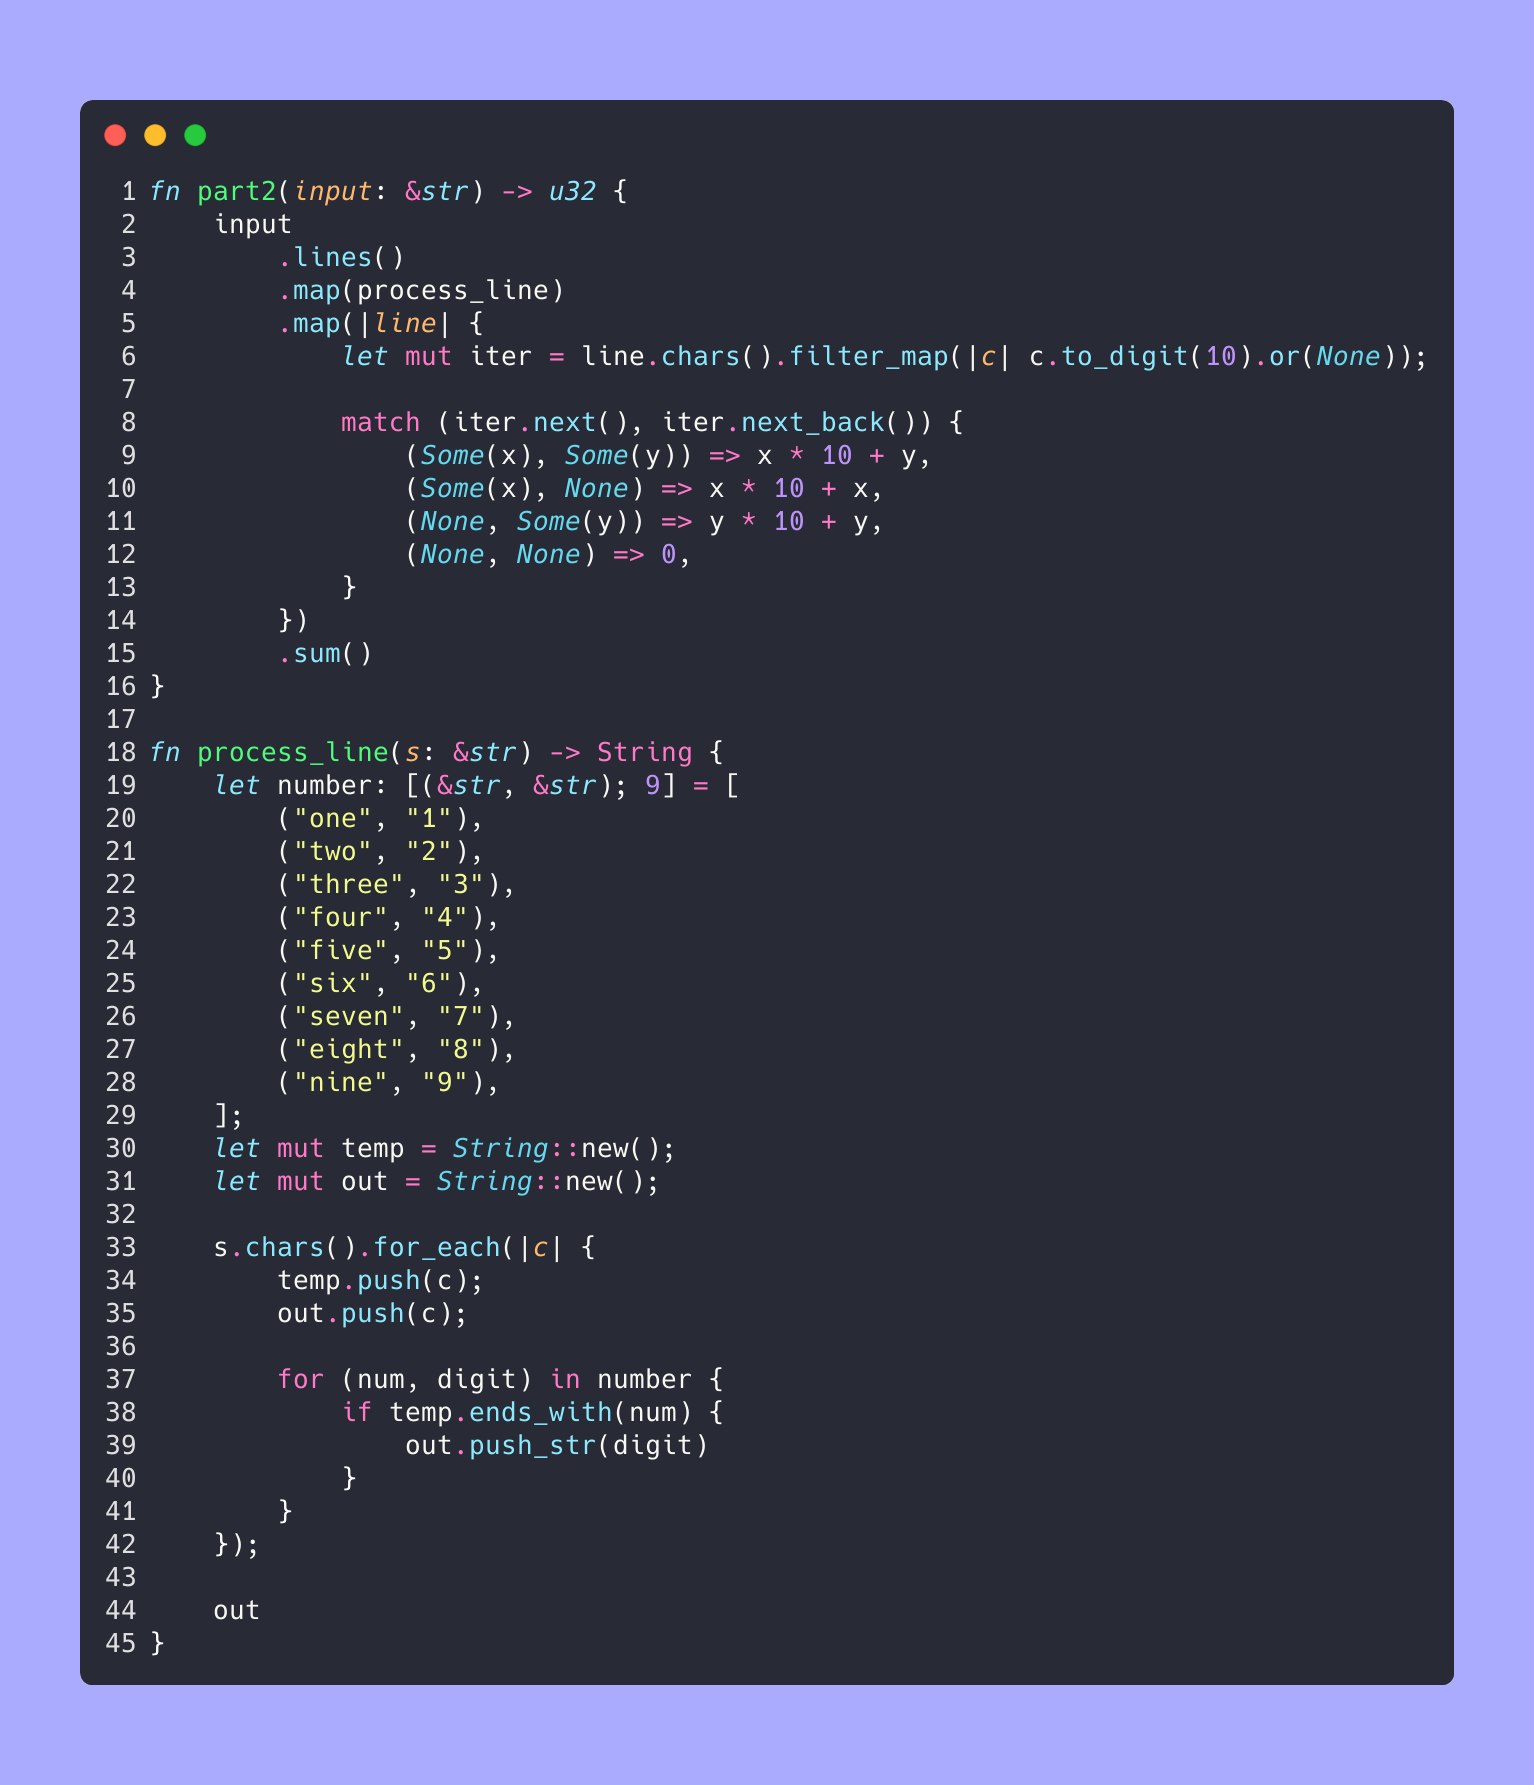 1 fn part2(input: &str) -> u32 {
2     input
3         .lines()
4         .map(process_line)
5         .map(|line| {
6             let mut iter = line.chars().filter_map(|c| c.to_digit(10).or(None));
7
8             match (iter.next(), iter.next_back()) {
9                 (Some(x), Some(y)) => x * 10 + y,
10                 (Some(x), None) => x * 10 + x,
11                 (None, Some(y)) => y * 10 + y,
12                 (None, None) => 0,
13             }
14         })
15         .sum()
16 }
17
18 fn process_line(s: &str) -> String {
19     let number: [(&str, &str); 9] = [
20         ("one", "1"),
21         ("two", "2"),
22         ("three", "3"),
23         ("four", "4"),
24         ("five", "5"),
25         ("six", "6"),
26         ("seven", "7"),
27         ("eight", "8"),
28         ("nine", "9"),
29     ];
30     let mut temp = String::new();
31     let mut out = String::new();
32
33     s.chars().for_each(|c| {
34         temp.push(c);
35         out.push(c);
36
37         for (num, digit) in number {
38             if temp.ends_with(num) {
39                 out.push_str(digit)
40             }
41         }
42     });
43
44     out
45 }